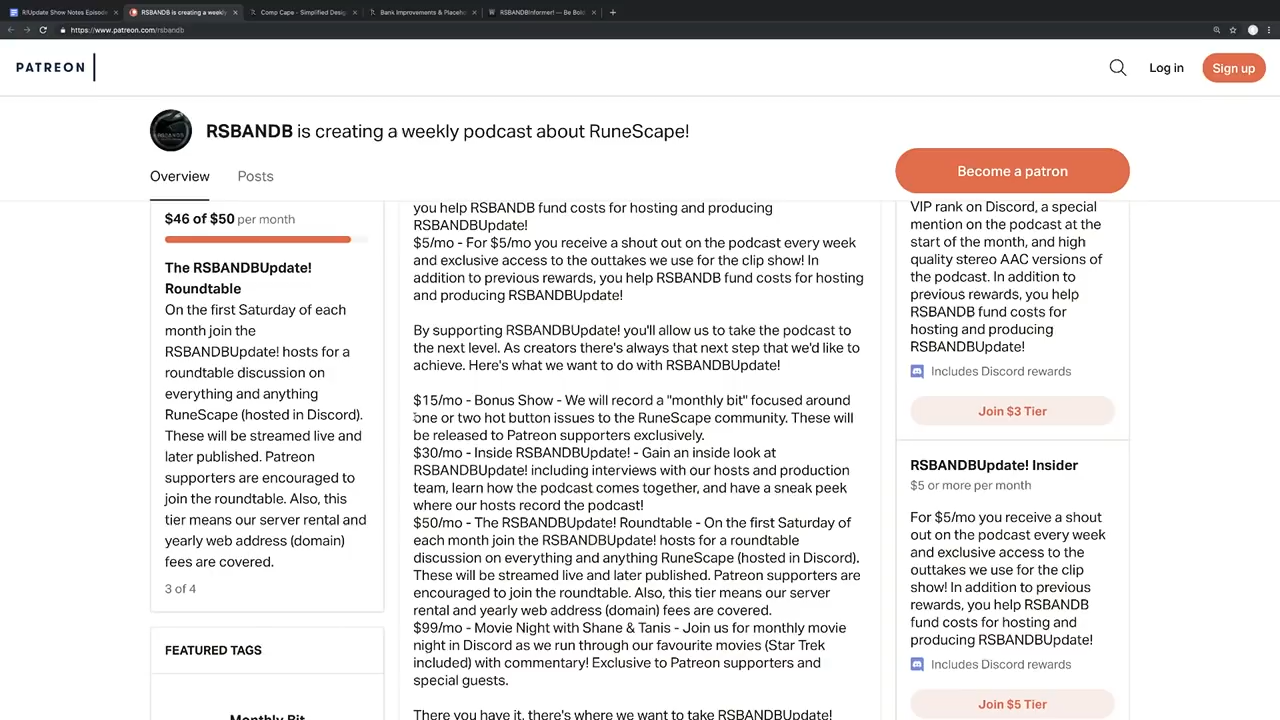 R/Update Show Notes Episode
RSBANDB is creating a weekly
Comp Cape - Simplified Desig
Bank Improvements & Placeho
RSBANDBInformer! — Be Bold
https://www.patreon.com/rsbandb
PATREON
Log in
Sign up
RSBANDB is creating a weekly podcast about RuneScape!
Overview
Posts
Become a patron
$46 of $50 per month
The RSBANDBUpdate!
Roundtable
On the first Saturday of each
month join the
RSBANDBUpdate! hosts for a
roundtable discussion on
everything and anything
RuneScape (hosted in Discord).
These will be streamed live and
later published. Patreon
supporters are encouraged to
join the roundtable. Also, this
tier means our server rental and
yearly web address (domain)
fees are covered.
3 of 4
FEATURED TAGS
Monthly Bit
you help RSBANDB fund costs for hosting and producing
RSBANDBUpdate!
$5/mo - For $5/mo you receive a shout out on the podcast every week
and exclusive access to the outtakes we use for the clip show! In
addition to previous rewards, you help RSBANDB fund costs for hosting
and producing RSBANDBUpdate!
By supporting RSBANDBUpdate! you'll allow us to take the podcast to
the next level. As creators there's always that next step that we'd like to
achieve. Here's what we want to do with RSBANDBUpdate!
$15/mo - Bonus Show - We will record a "monthly bit" focused around
one or two hot button issues to the RuneScape community. These will
be released to Patreon supporters exclusively.
$30/mo - Inside RSBANDBUpdate! - Gain an inside look at
RSBANDBUpdate! including interviews with our hosts and production
team, learn how the podcast comes together, and have a sneak peek
where our hosts record the podcast!
$50/mo - The RSBANDBUpdate! Roundtable - On the first Saturday of
each month join the RSBANDBUpdate! hosts for a roundtable
discussion on everything and anything RuneScape (hosted in Discord).
These will be streamed live and later published. Patreon supporters are
encouraged to join the roundtable. Also, this tier means our server
rental and yearly web address (domain) fees are covered.
$99/mo - Movie Night with Shane & Tanis - Join us for monthly movie
night in Discord as we run through our favourite movies (Star Trek
included) with commentary! Exclusive to Patreon supporters and
special guests.
There you have it, there's where we want to take RSBANDBUpdate!
VIP rank on Discord, a special
mention on the podcast at the
start of the month, and high
quality stereo AAC versions of
the podcast. In addition to
previous rewards, you help
RSBANDB fund costs for
hosting and producing
RSBANDBUpdate!
Includes Discord rewards
Join $3 Tier
RSBANDBUpdate! Insider
$5 or more per month
For $5/mo you receive a shout
out on the podcast every week
and exclusive access to the
outtakes we use for the clip
show! In addition to previous
rewards, you help RSBANDB
fund costs for hosting and
producing RSBANDBUpdate!
Includes Discord rewards
Join $5 Tier